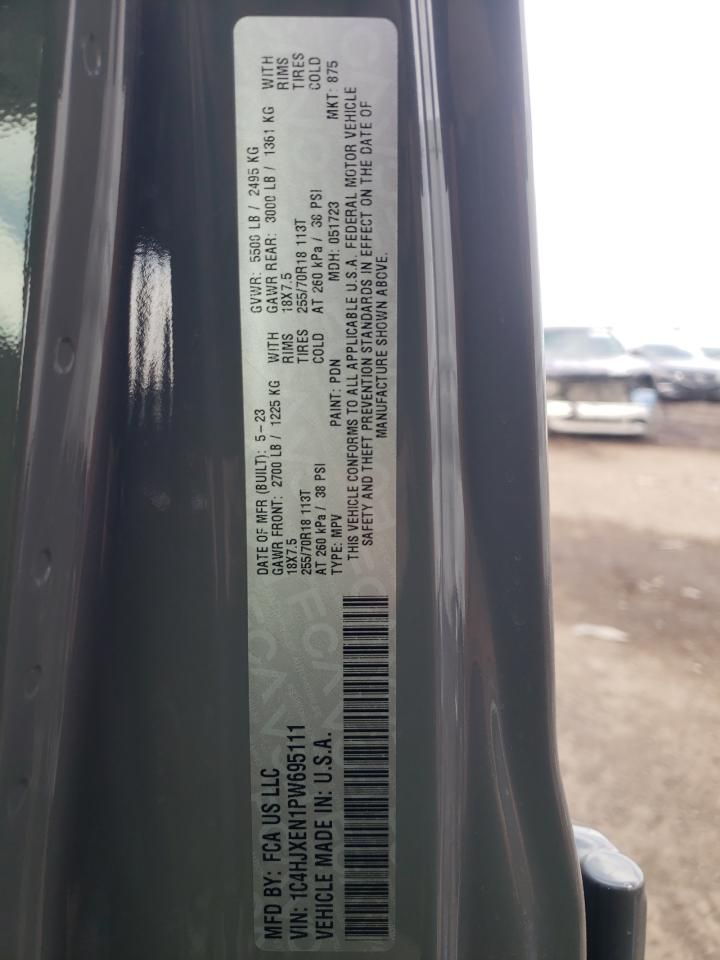 MFD BY: FCA US LLC
VIN: 1C4HJXEN1PW695111
VEHICLE MADE IN: U.S.A.
DATE OF MFR (BUILT): 5-23
GAWR FRONT: 2700 LB / 1225 KG WITH
18X7.5 RIMS
255/70R18 113T TIRES
AT 260 kPa / 38 PSI COLD
TYPE: MPV PAINT: PDN
GVWR: 5500 LB / 2495 KG
GAWR REAR: 3000 LB / 1361 KG WITH
18X7.5 RIMS
255/70R18 113T TIRES
AT 260 kPa / 38 PSI COLD
MDH: 051723 MKT: 875
THIS VEHICLE CONFORMS TO ALL APPLICABLE U.S.A. FEDERAL MOTOR VEHICLE
SAFETY AND THEFT PREVENTION STANDARDS IN EFFECT ON THE DATE OF
MANUFACTURE SHOWN ABOVE.